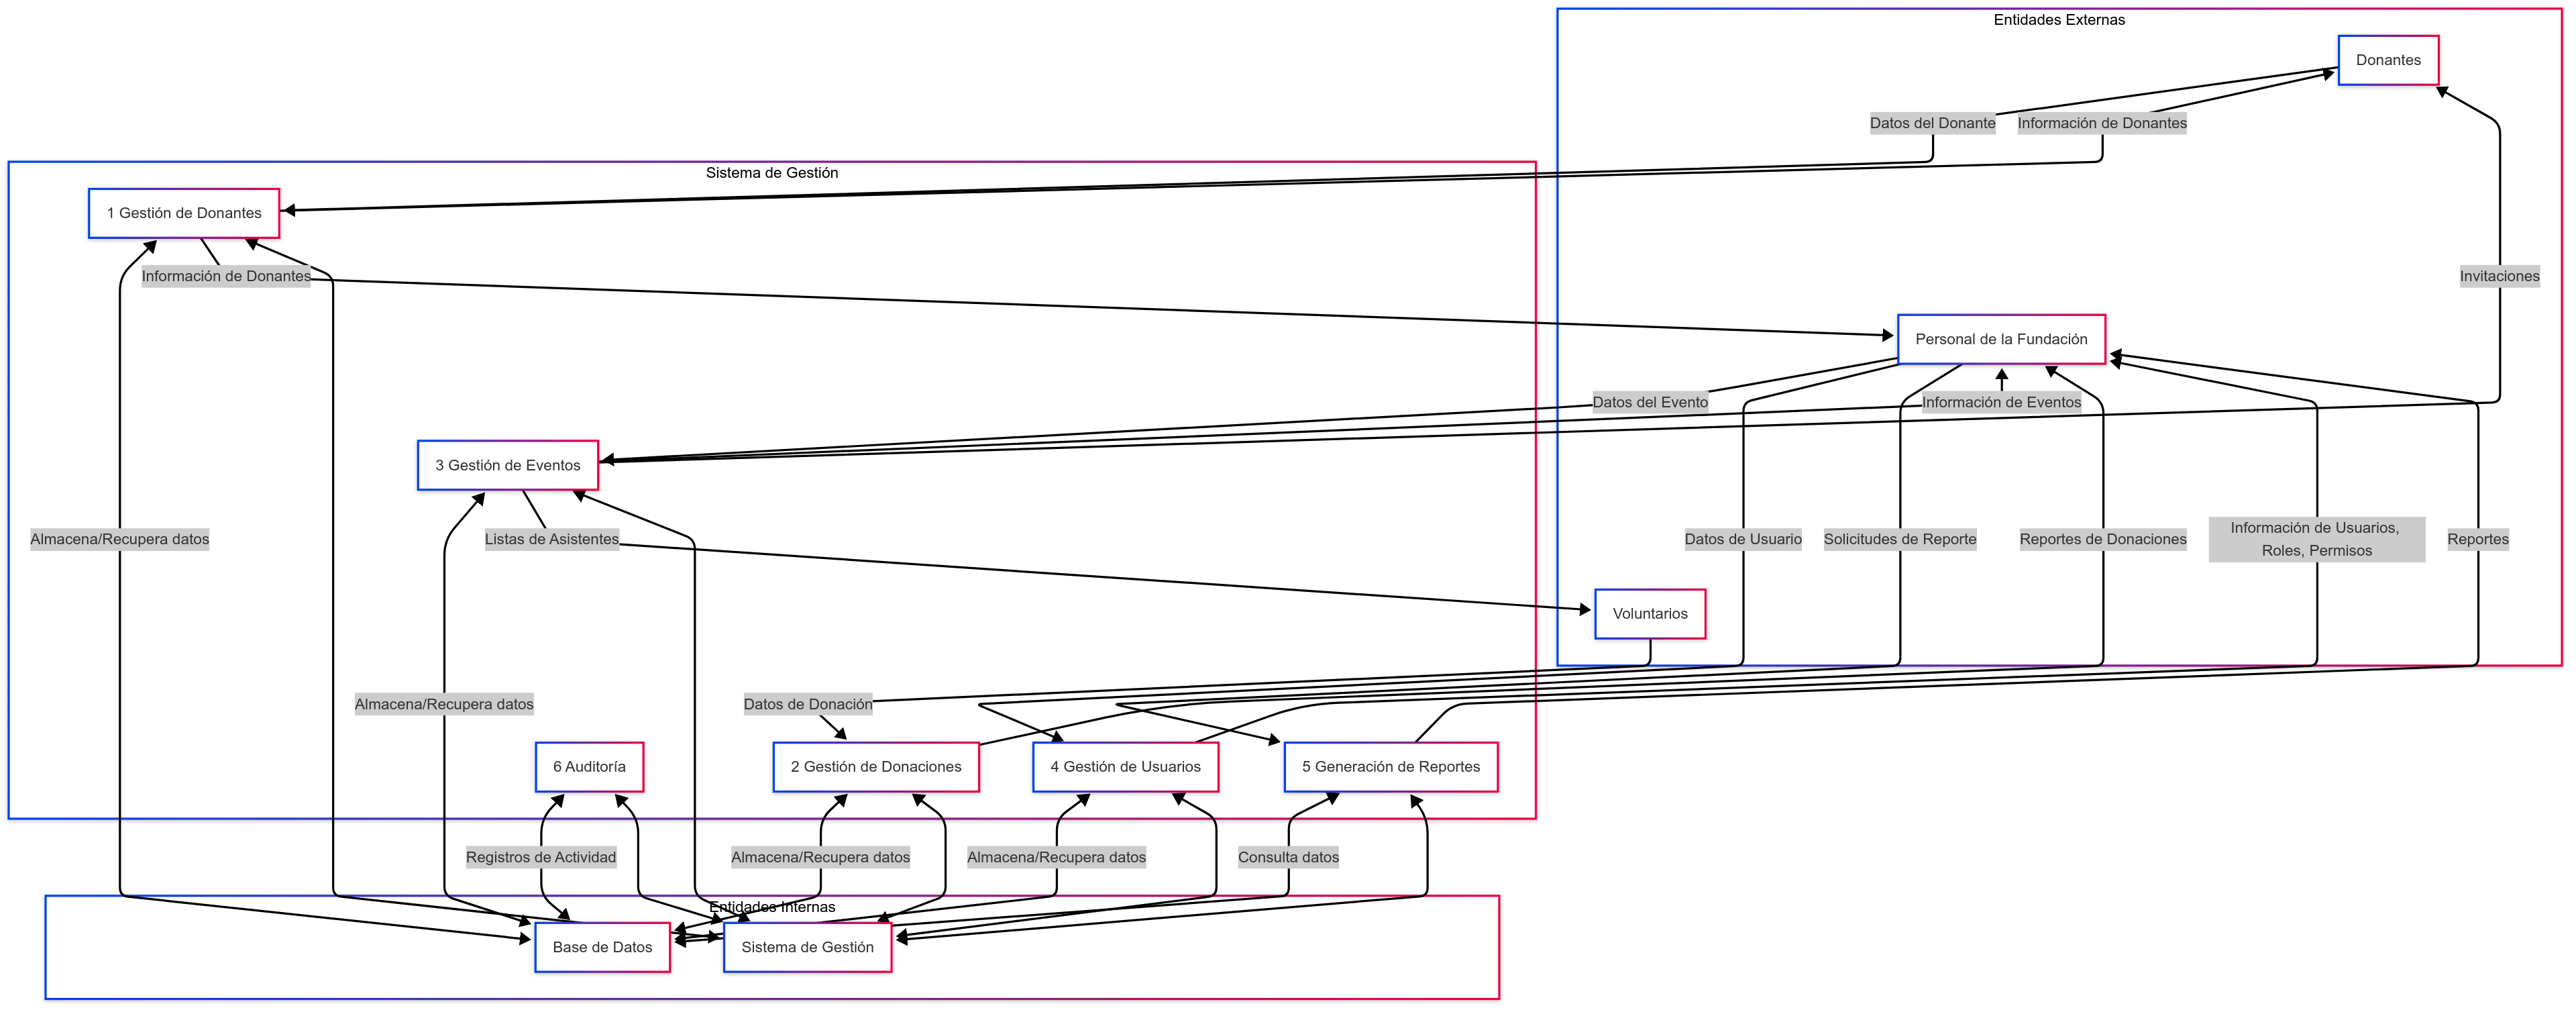 Entidades Externas
Donantes
Datos del Donante
Información de Donantes
Sistema de Gestión
1 Gestión de Donantes
Información de Donantes
Invitaciones
Personal de la Fundación
Datos del Evento
Información de Eventos
3 Gestión de Eventos
Almacena/Recupera datos
Listas de Asistentes
Datos de Usuario
Solicitudes de Reporte
Reportes de Donaciones
Información de Usuarios,
Roles, Permisos
Reportes
Voluntarios
Almacena/Recupera datos
Datos de Donación
6 Auditoría
2 Gestión de Donaciones
4 Gestión de Usuarios
5 Generación de Reportes
Registros de Actividad
Almacena/Recupera datos
Almacena/Recupera datos
Consulta datos
Entidades Internas
Base de Datos
Sistema de Gestión